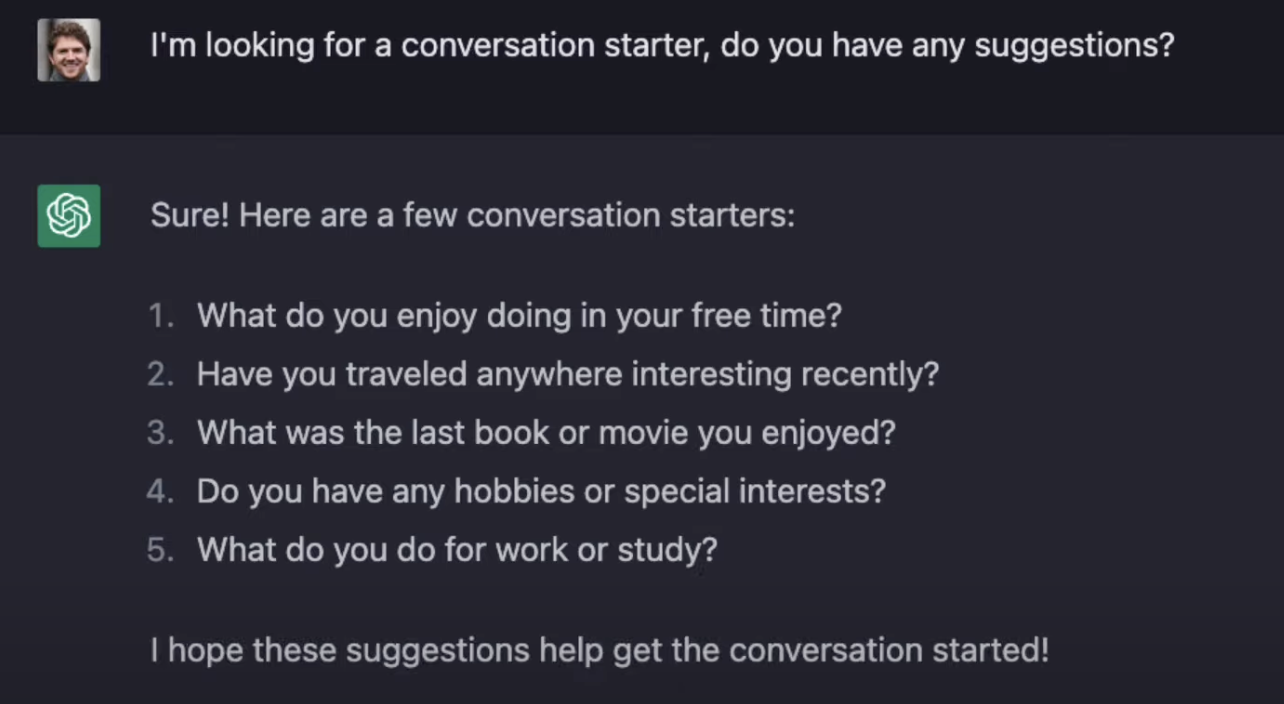 I'm looking for a conversation starter, do you have any suggestions?
Sure! Here are a few conversation starters:
1. What do you enjoy doing in your free time?
2. Have you traveled anywhere interesting recently?
3. What was the last book or movie you enjoyed?
4. Do you have any hobbies or special interests?
5. What do you do for work or study?
I hope these suggestions help get the conversation started!